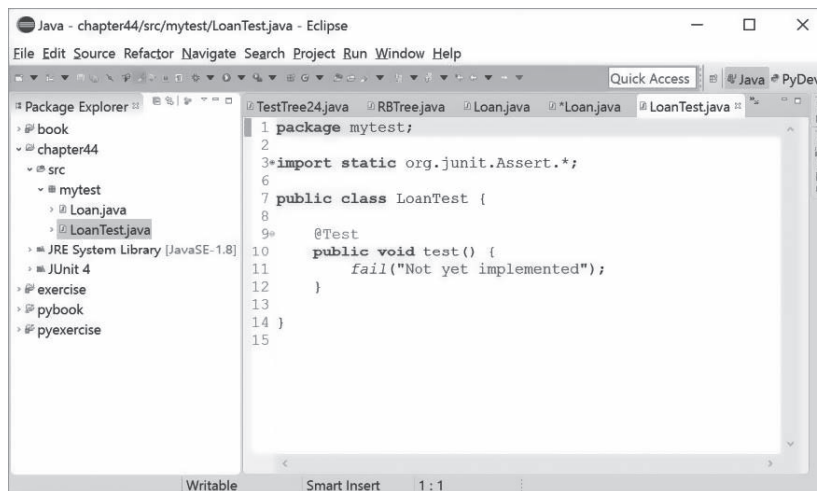 Java - chapter44/src/mytest/LoanTest.java - Eclipse
File Edit Source Refactor Navigate Search Project Run Window Help
Quick Access
Java
PyDev
Package Explorer
book
chapter44
src
mytest
Loan.java
LoanTest.java
JRE System Library [JavaSE-1.8]
JUnit 4
exercise
pybook
pyexercise
TestTree24.java RBTree.java Loan.java *Loan.java LoanTest.java
1 package mytest;
2
3 import static org.junit.Assert.*;
6
7 public class LoanTest {
8
9 @Test
10 public void test() {
11 fail("Not yet implemented");
12 }
13
14 }
15
Writable Smart Insert 1 : 1